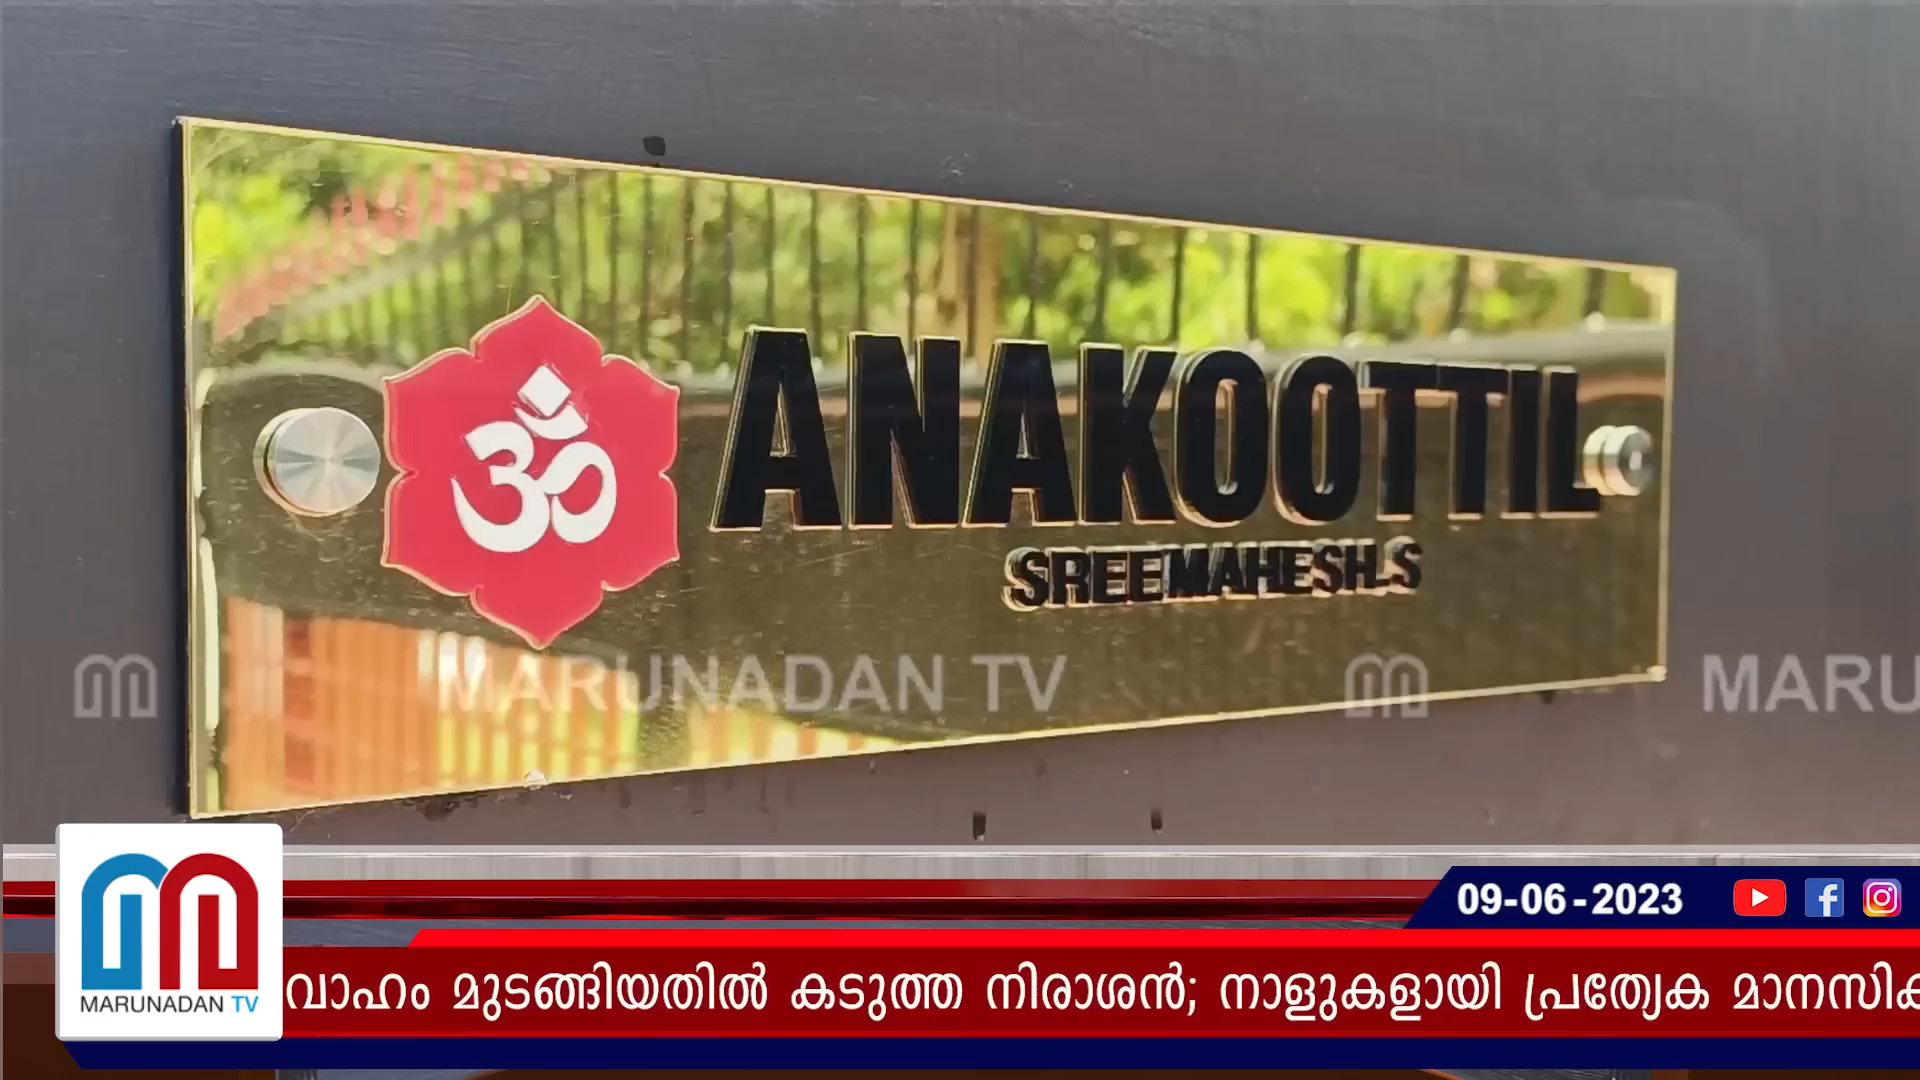 ॐ
ANAKOOTTIL
SREEMAHESH.S
MARUNADAN TV
MARU
09-06-2023
വാഹം മുടങ്ങിയതിൽ കടുത്ത നിരാശൻ; നാളുകളായി പ്രത്യേക മാനസിക
MARUNADAN TV